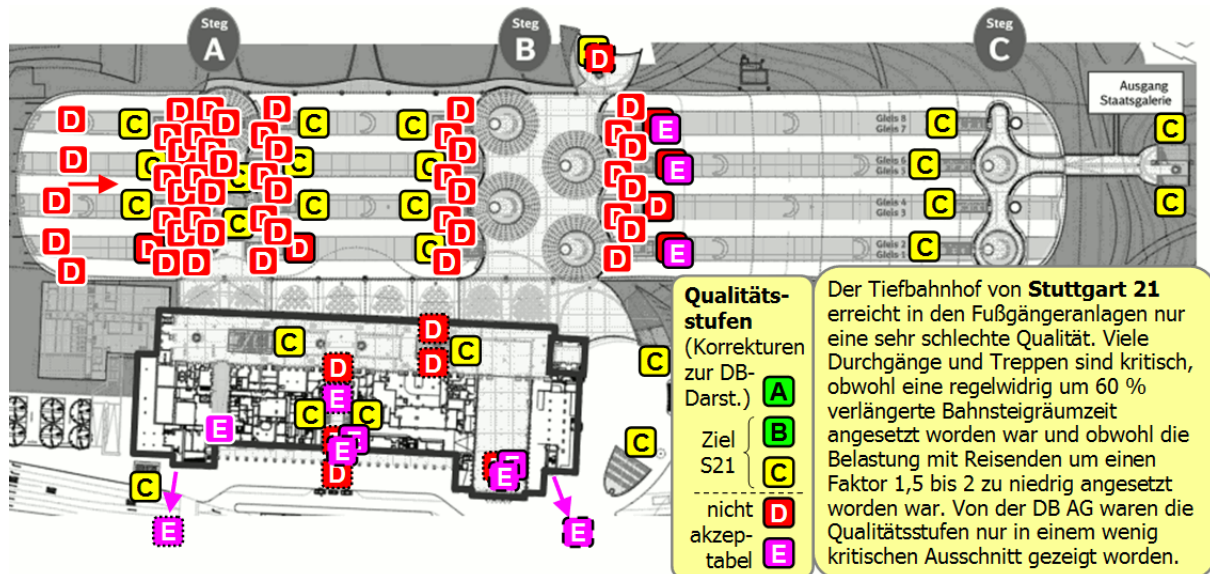 Steg
A
Steg
B
Steg
C
Ausgang
Staatsgalerie
Gleis 8
Gleis 7
Gleis 6
Gleis 5
Gleis 4
Gleis 3
Gleis 2
Gleis 1
Qualitäts-
stufen
(Korrekturen
zur DB-
Darst.)
A
Ziel
S21
B
C
nicht
akzep-
tabel
D
E
Der Tiefbahnhof von Stuttgart 21
erreicht in den Fußgängeranlagen nur
eine sehr schlechte Qualität. Viele
Durchgänge und Treppen sind kritisch,
obwohl eine regelwidrig um 60 %
verlängerte Bahnsteigräumzeit
angesetzt worden war und obwohl die
Belastung mit Reisenden um einen
Faktor 1,5 bis 2 zu niedrig angesetzt
worden war. Von der DB AG waren die
Qualitätsstufen nur in einem wenig
kritischen Ausschnitt gezeigt worden.